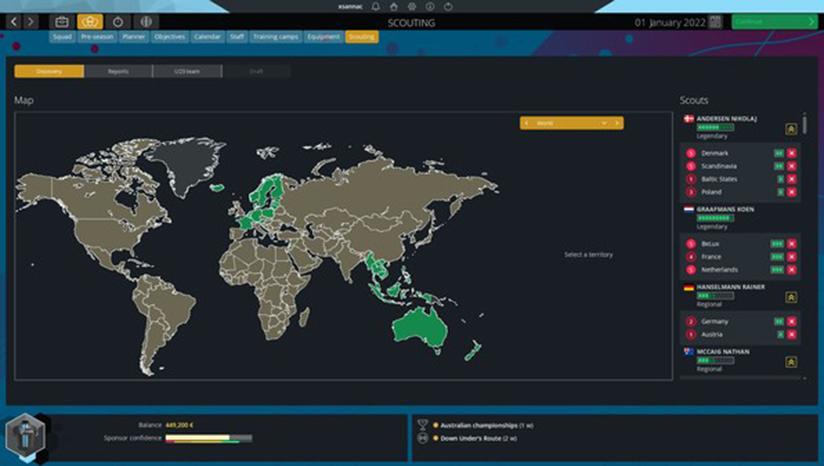 xsannac
SCOUTING
01 January 2022
Continue
Squad Pre-season Planner Objectives Calendar Staff Training camps Equipment Scouting
Discovery Reports U23 team Draft
Map
Scouts
World
Select a territory
ANDERSEN NIKOLAJ
Legendary
5 Denmark
5 Scandinavia
1 Baltic States
3 Poland
GRAAFMANS KOEN
Legendary
5 BeLux
4 France
5 Netherlands
HANSELMANN RAINER
Regional
2 Germany
1 Austria
MCCAIG NATHAN
Regional
Balance 449,200 €
Sponsor confidence
Australian championships (1 w)
Down Under's Route (2 w)